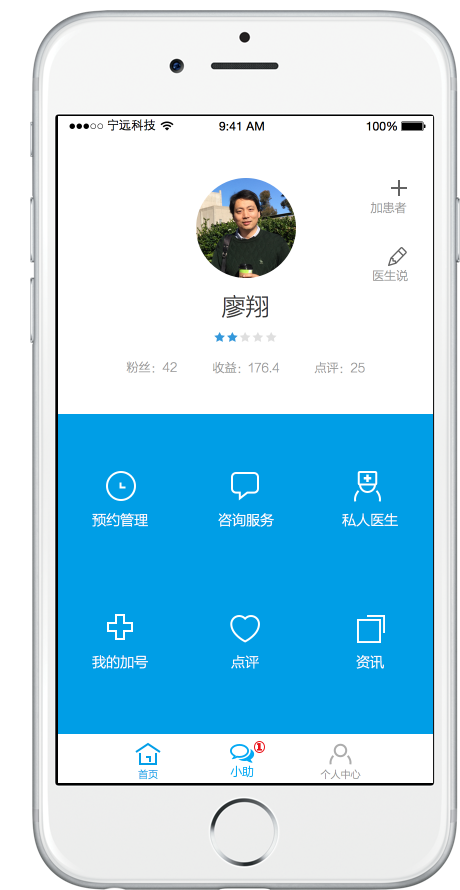 ●●●○○ 宁远科技 9:41 AM 100%
加患者
医生说
廖翔
粉丝：42 收益：176.4 点评：25
预约管理 咨询服务 私人医生
我的加号 点评 资讯
①
首页 小助 个人中心